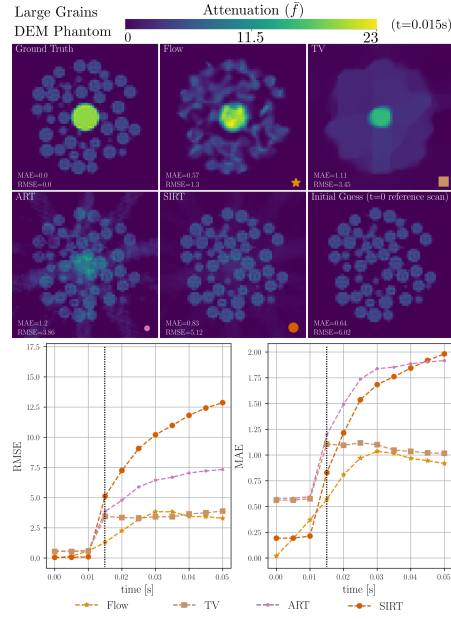 Large Grains
DEM Phantom
Attenuation (f̄)
0
11.5
23
(t=0.015s)
Ground Truth
MAE=0.0
RMSE=0.0
Flow
MAE=0.57
RMSE=1.3
TV
MAE=1.11
RMSE=3.45
ART
MAE=1.2
RMSE=3.86
SIRT
MAE=0.83
RMSE=5.12
Initial Guess (t=0 reference scan)
MAE=0.64
RMSE=6.02
RMSE
17.5
15.0
12.5
10.0
7.5
5.0
2.5
0.0
0.00
0.01
0.02
0.03
0.04
0.05
time [s]
MAE
2.00
1.75
1.50
1.25
1.00
0.75
0.50
0.25
0.00
0.00
0.01
0.02
0.03
0.04
0.05
time [s]
Flow
TV
ART
SIRT